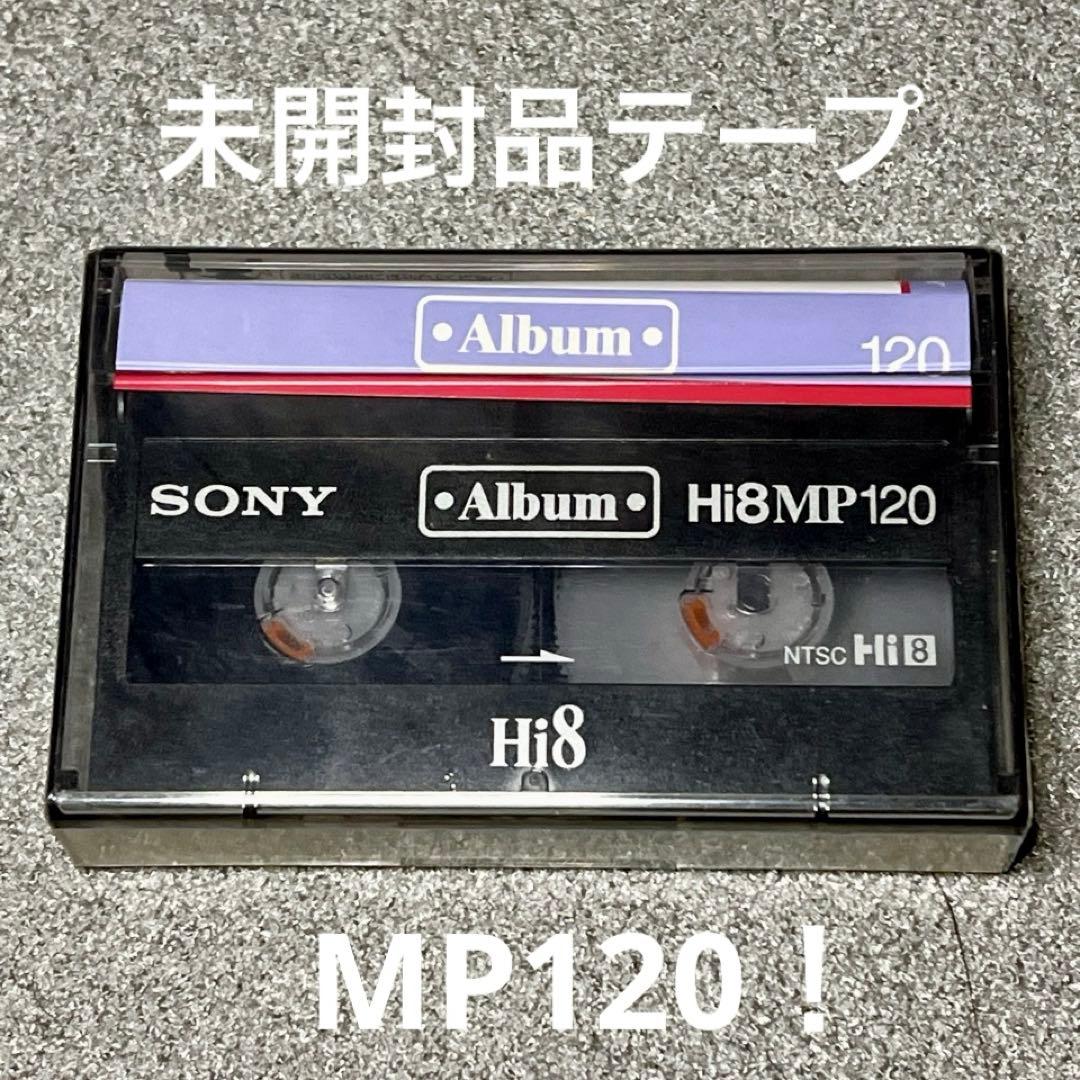 未開封品テープ
•Album•
120
SONY •Album• Hi8MP120
NTSC Hi8
Hi8
MP120！